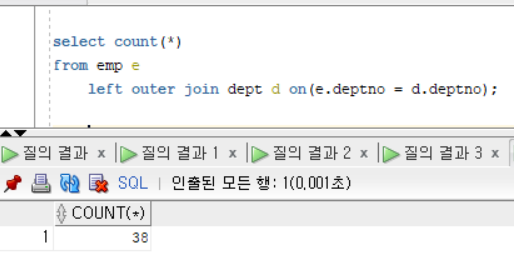 select count(*)
from emp e
left outer join dept d on(e.deptno = d.deptno);
질의 결과 x 질의 결과 1 x 질의 결과 2 x 질의 결과 3 x
SQL | 인출된 모든 행: 1(0,001초)
COUNT(*)
1 38